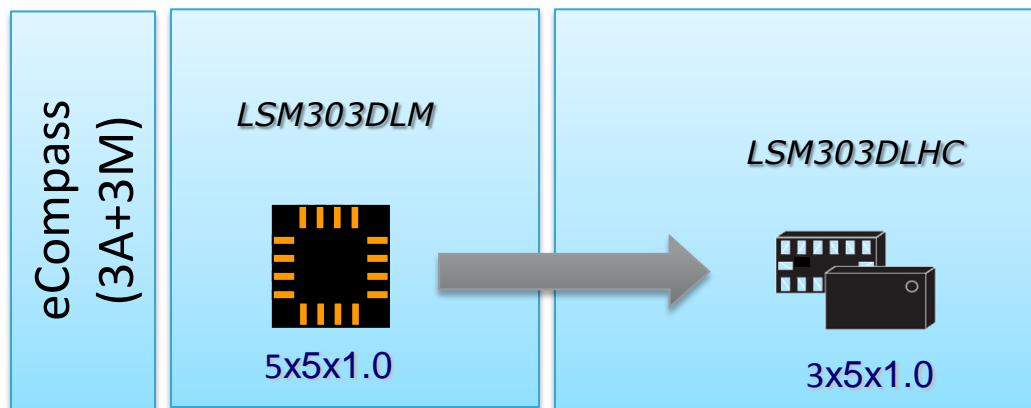 eCompass
(3A+3M)
LSM303DLM
5x5x1.0
LSM303DLHC
3x5x1.0